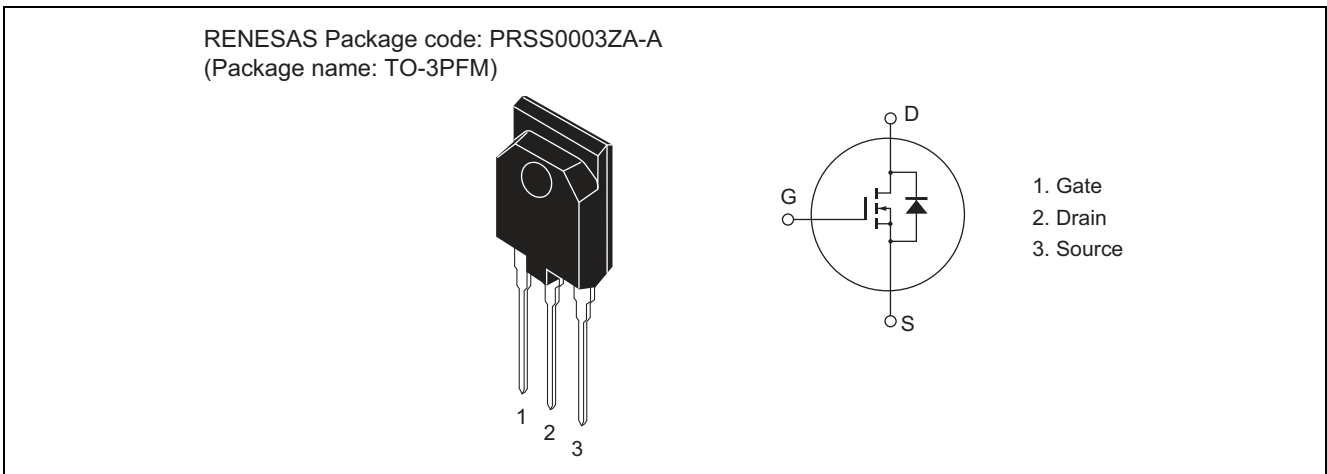 RENESAS Package code: PRSS0003ZA-A
(Package name: TO-3PFM)
D
G
S
1. Gate
2. Drain
3. Source
1
2
3